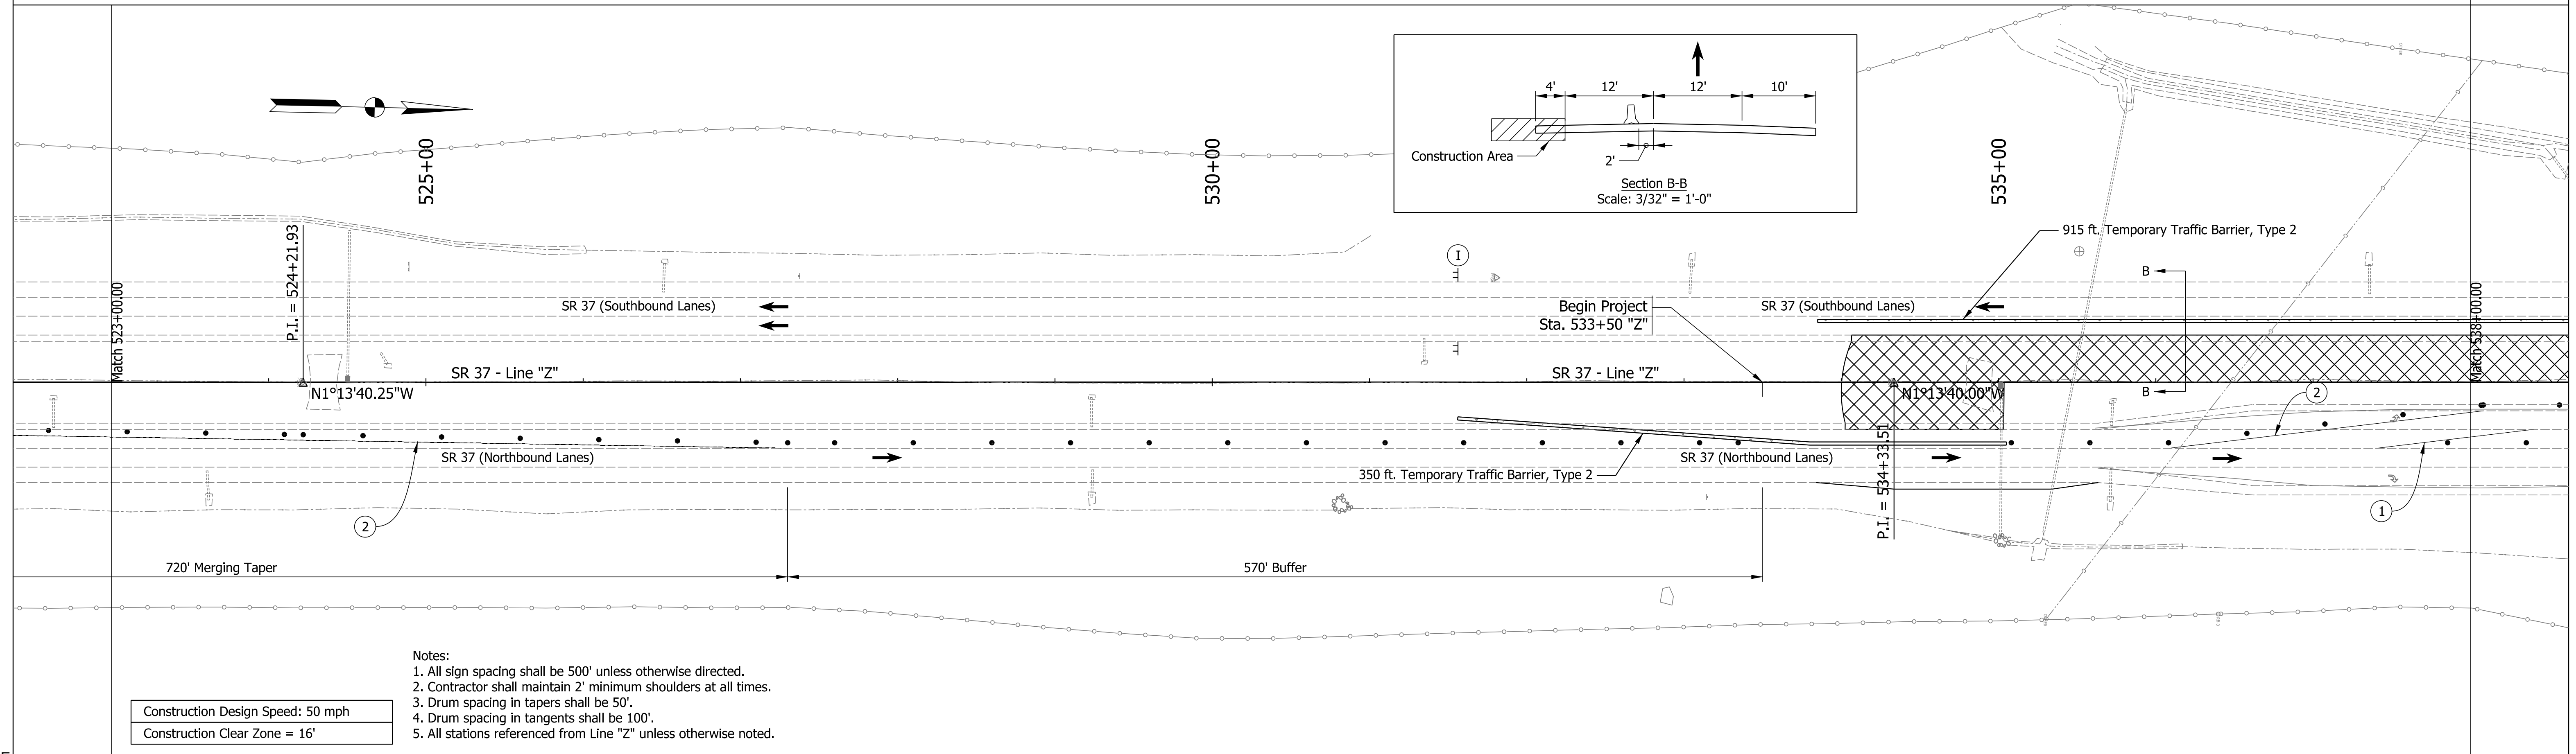 4'
12'
12'
10'
Construction Area
2'
Section B-B
Scale: 3/32" = 1'-0"
525+00
530+00
535+00
915 ft. Temporary Traffic Barrier, Type 2
P.I. = 524+21.93
I
B
Match 523+00.00
SR 37 (Southbound Lanes)
Begin Project
Sta. 533+50 "Z"
SR 37 (Southbound Lanes)
Match 538+00.00
SR 37 - Line "Z"
SR 37 - Line "Z"
N1°13'40.25"W
N1°13'40.00"W
B
2
SR 37 (Northbound Lanes)
SR 37 (Northbound Lanes)
350 ft. Temporary Traffic Barrier, Type 2
P.I. = 534+33.51
2
1
720' Merging Taper
570' Buffer
Notes:
1. All sign spacing shall be 500' unless otherwise directed.
2. Contractor shall maintain 2' minimum shoulders at all times.
3. Drum spacing in tapers shall be 50'.
4. Drum spacing in tangents shall be 100'.
5. All stations referenced from Line "Z" unless otherwise noted.
Construction Design Speed: 50 mph
Construction Clear Zone = 16'